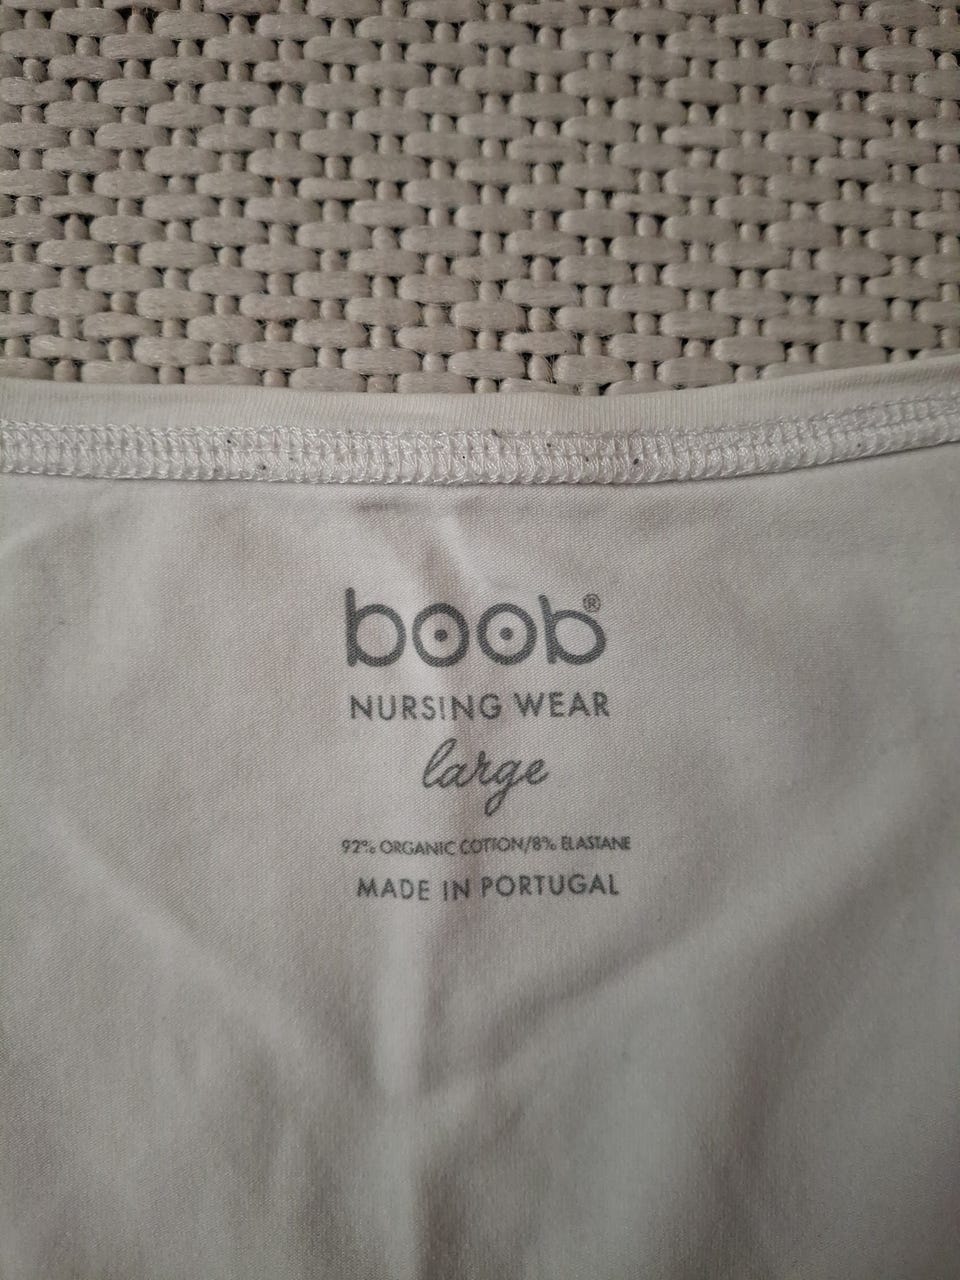 boob®
NURSING WEAR
large
92% ORGANIC COTTON/8% ELASTANE
MADE IN PORTUGAL